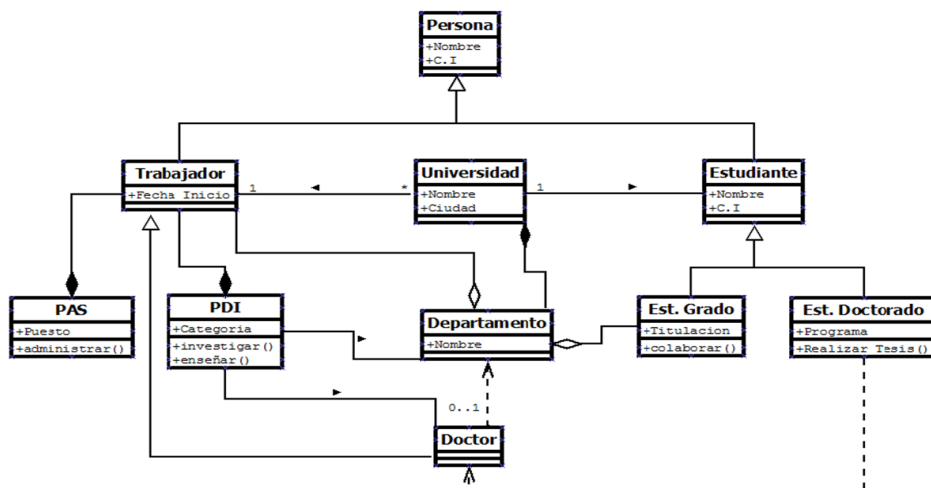 Persona
+Nombre
+C.I
Trabajador
+Fecha Inicio
1
*
Universidad
+Nombre
+Ciudad
1
Estudiante
+Nombre
+C.I
PAS
+Puesto
+administrar()
PDI
+Categoria
+investigar()
+enseñar()
Departamento
+Nombre
Est. Grado
+Titulacion
+colaborar()
Est. Doctorado
+Programa
+Realizar Tesis()
0..1
Doctor